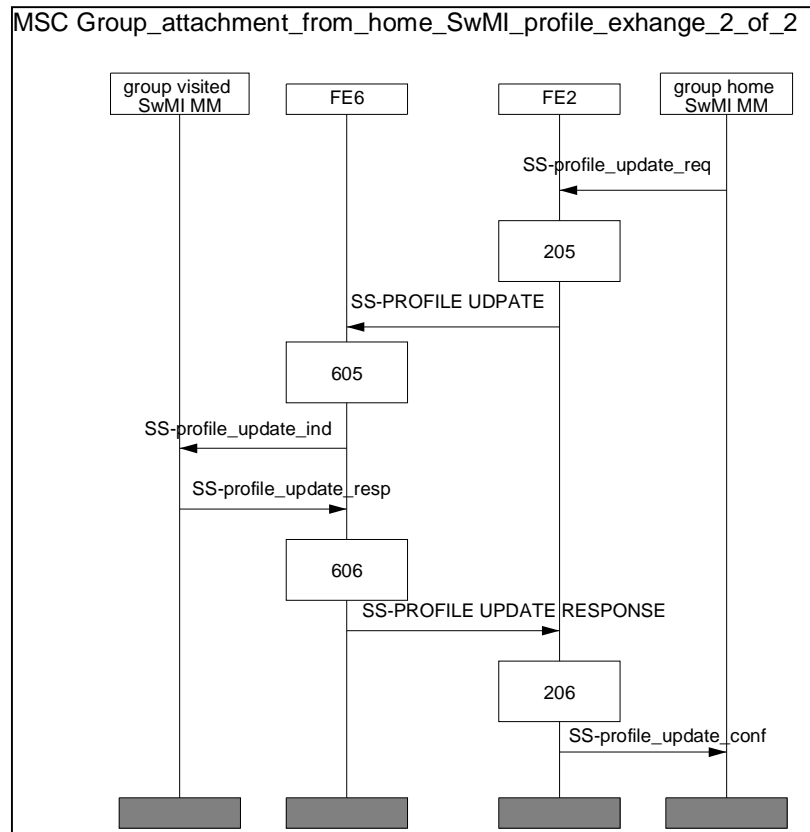 MSC Group_attachment_from_home_SwMI_profile_exhange_2_of_2
group visited
SwMI MM
FE6
FE2
group home
SwMI MM
SS-profile_update_req
205
SS-PROFILE UDPATE
605
SS-profile_update_ind
SS-profile_update_resp
606
SS-PROFILE UPDATE RESPONSE
206
SS-profile_update_conf